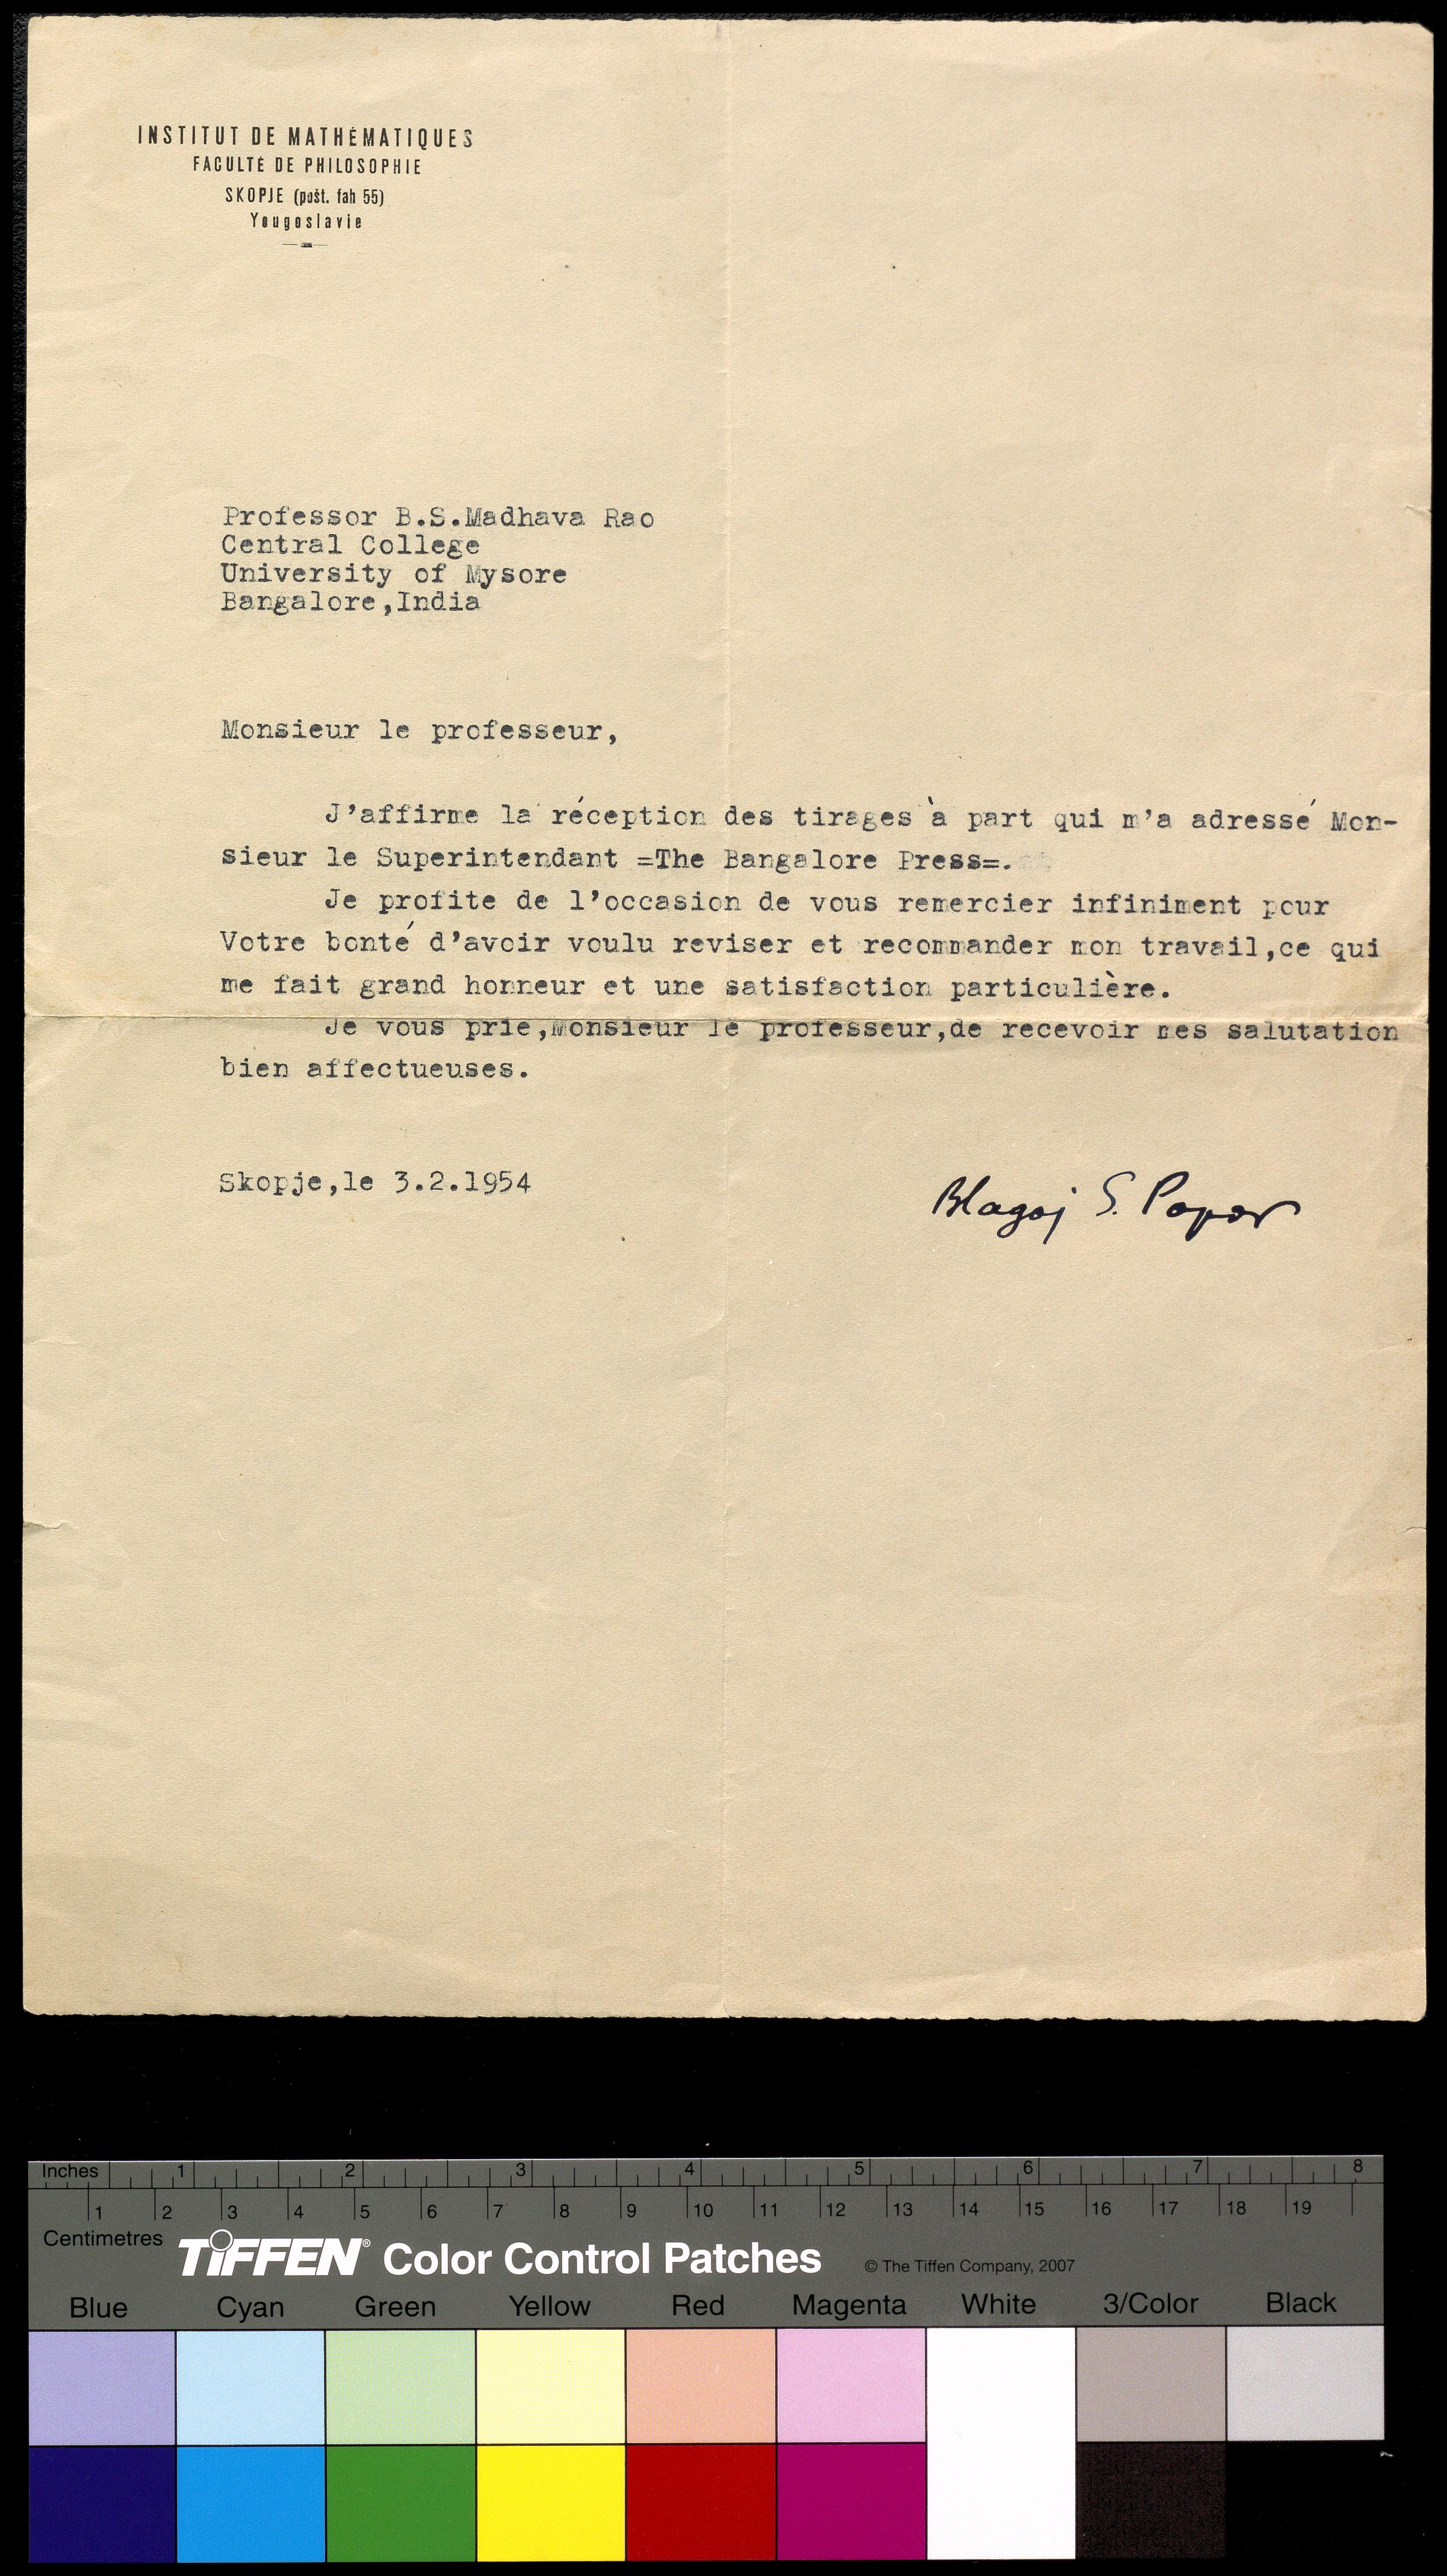 INSTITUT DE MATHÉMATIQUES
FACULTÉ DE PHILOSOPHIE
SKOPJE (pošt. fah 55)
Yougoslavie
Professor B.S.Madhava Rao
Central College
University of Mysore
Bangalore,India
Monsieur le professeur,
J'affirme la réception des tirages à part qui m'a adressé Mon-
sieur le Superintendant =The Bangalore Press=.
Je profite de l'occasion de vous remercier infiniment pour
Votre bonté d'avoir voulu reviser et recommander mon travail,ce qui
me fait grand honneur et une satisfaction particulière.
Je vous prie,Monsieur le professeur,de recevoir mes salutation
bien affectueuses.
Skopje,le 3.2.1954
Blagoj S. Popov
Inches 1 2 3 4 5 6 7 8
1 2 3 4 5 6 7 8 9 10 11 12 13 14 15 16 17 18 19
Centimetres
TIFFEN® Color Control Patches © The Tiffen Company, 2007
Blue Cyan Green Yellow Red Magenta White 3/Color Black